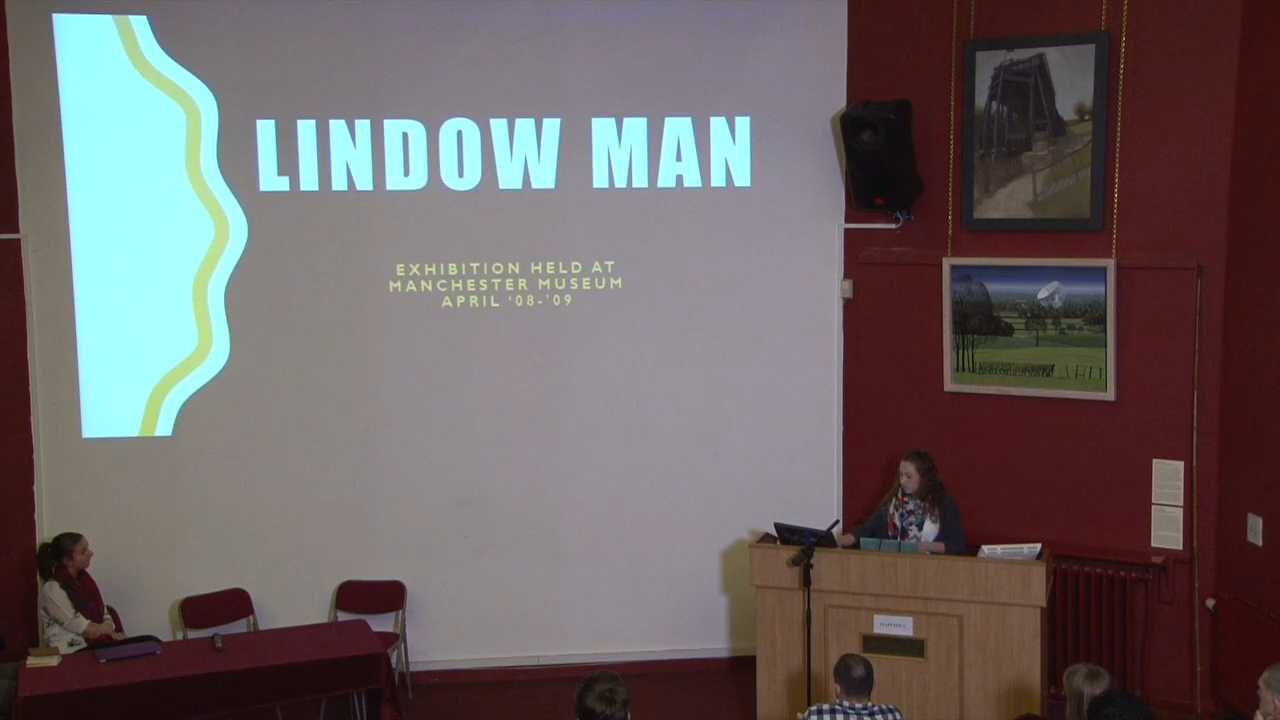 LINDOW MAN
EXHIBITION HELD AT
MANCHESTER MUSEUM
APRIL ‘08-’09